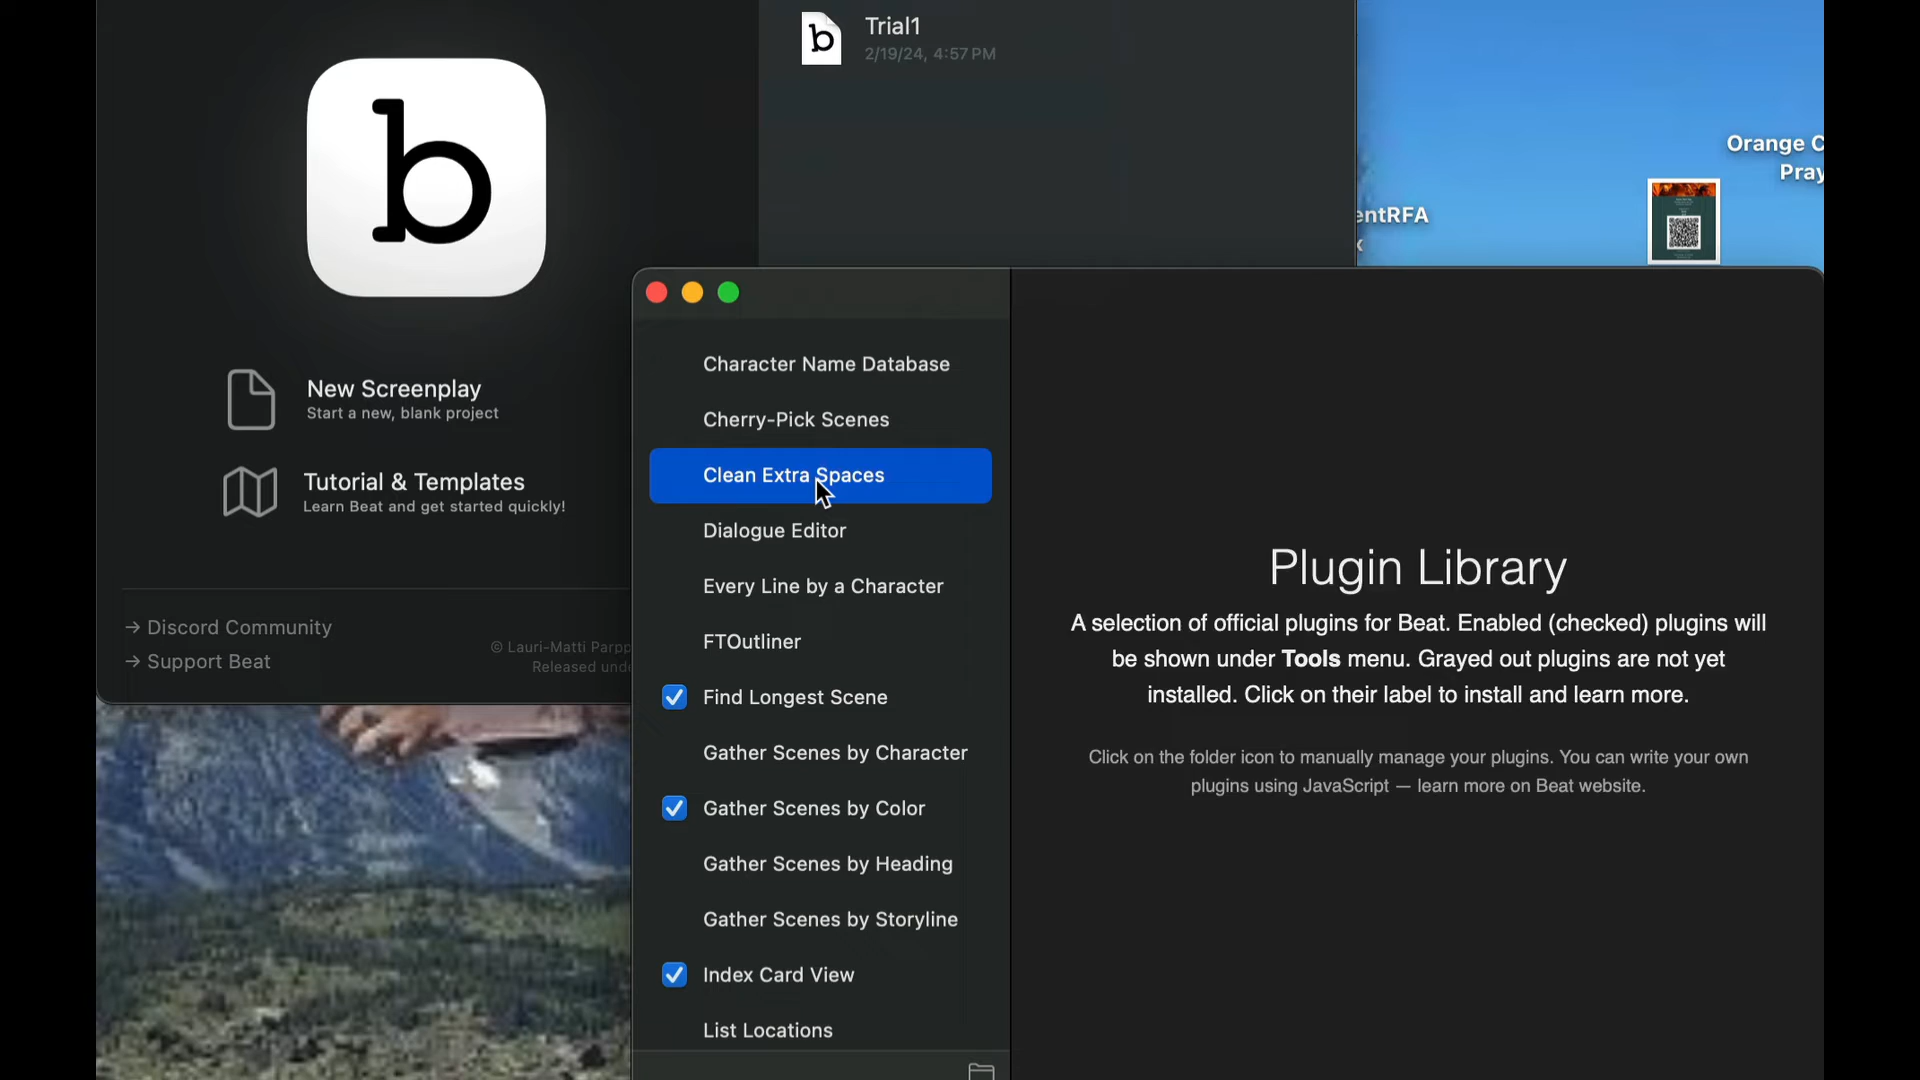 Trial1
2/19/24, 4:57 PM
b
b
Orange C
Pray
entRFA
x
New Screenplay
Start a new, blank project
Tutorial & Templates
Learn Beat and get started quickly!
→ Discord Community
→ Support Beat
© Lauri-Matti Parpp
Released unde
Character Name Database
Cherry-Pick Scenes
Clean Extra Spaces
Dialogue Editor
Every Line by a Character
FTOutliner
Find Longest Scene
Gather Scenes by Character
Gather Scenes by Color
Gather Scenes by Heading
Gather Scenes by Storyline
Index Card View
List Locations
Plugin Library
A selection of official plugins for Beat. Enabled (checked) plugins will
be shown under Tools menu. Grayed out plugins are not yet
installed. Click on their label to install and learn more.
Click on the folder icon to manually manage your plugins. You can write your own
plugins using JavaScript — learn more on Beat website.